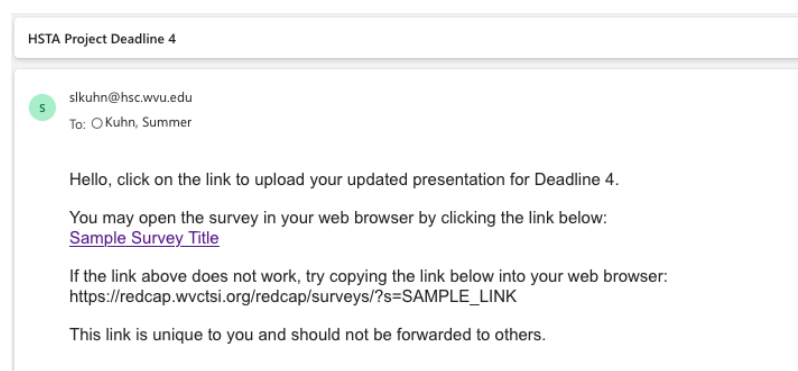 HSTA Project Deadline 4
S
slkuhn@hsc.wvu.edu
To: Kuhn, Summer
Hello, click on the link to upload your updated presentation for Deadline 4.
You may open the survey in your web browser by clicking the link below:
Sample Survey Title
If the link above does not work, try copying the link below into your web browser:
https://redcap.wvctsi.org/redcap/surveys/?s=SAMPLE_LINK
This link is unique to you and should not be forwarded to others.